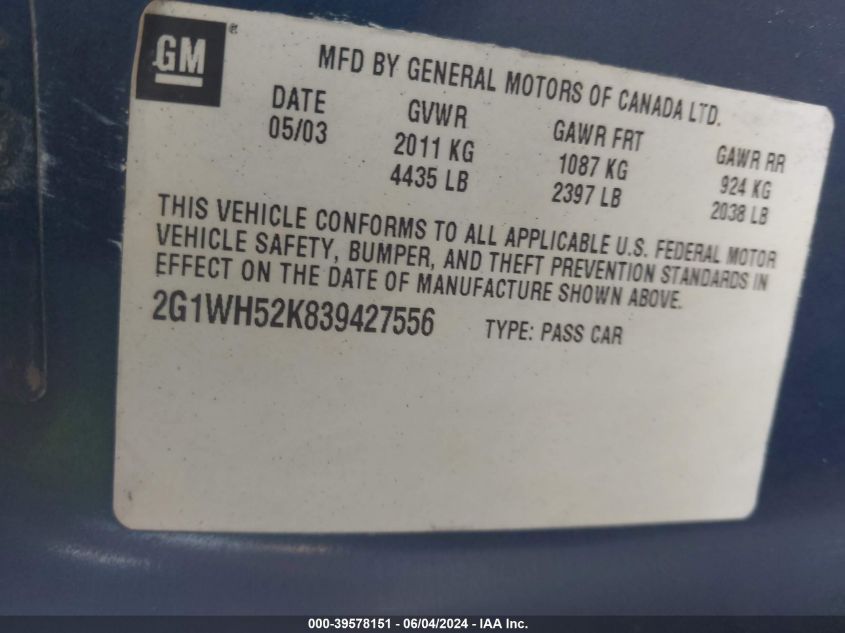 GM®
MFD BY GENERAL MOTORS OF CANADA LTD.
DATE GVWR GAWR FRT GAWR RR
05/03 2011 KG 1087 KG 924 KG
4435 LB 2397 LB 2038 LB
THIS VEHICLE CONFORMS TO ALL APPLICABLE U.S. FEDERAL MOTOR
VEHICLE SAFETY, BUMPER, AND THEFT PREVENTION STANDARDS IN
EFFECT ON THE DATE OF MANUFACTURE SHOWN ABOVE.
2G1WH52K839427556 TYPE: PASS CAR
000-39578151 - 06/04/2024 - IAA Inc.